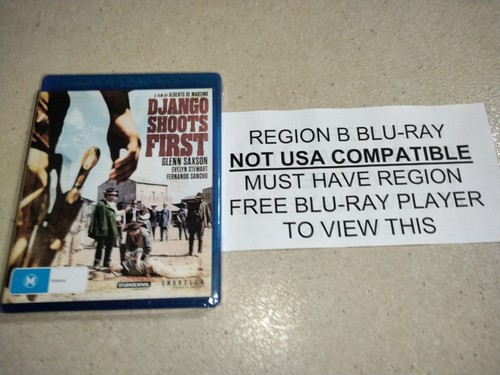 A FILM BY ALBERTO DE MARTINO
DJANGO
SHOOTS
FIRST
GLENN SAXSON
EVELYN STEWART
FERNANDO SANCHO
M
STUDIOCANAL
UMBRELLA
REGION B BLU-RAY
NOT USA COMPATIBLE
MUST HAVE REGION
FREE BLU-RAY PLAYER
TO VIEW THIS